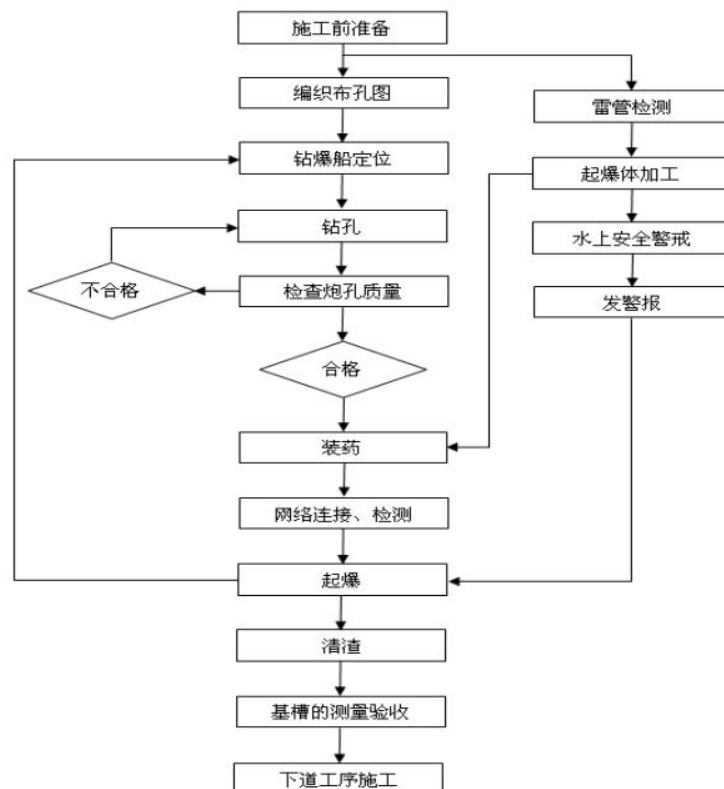 施工前准备
编织布孔图
雷管检测
钻爆船定位
起爆体加工
钻孔
水上安全警戒
不合格
检查炮孔质量
发警报
合格
装药
网络连接、检测
起爆
清渣
基槽的测量验收
下道工序施工